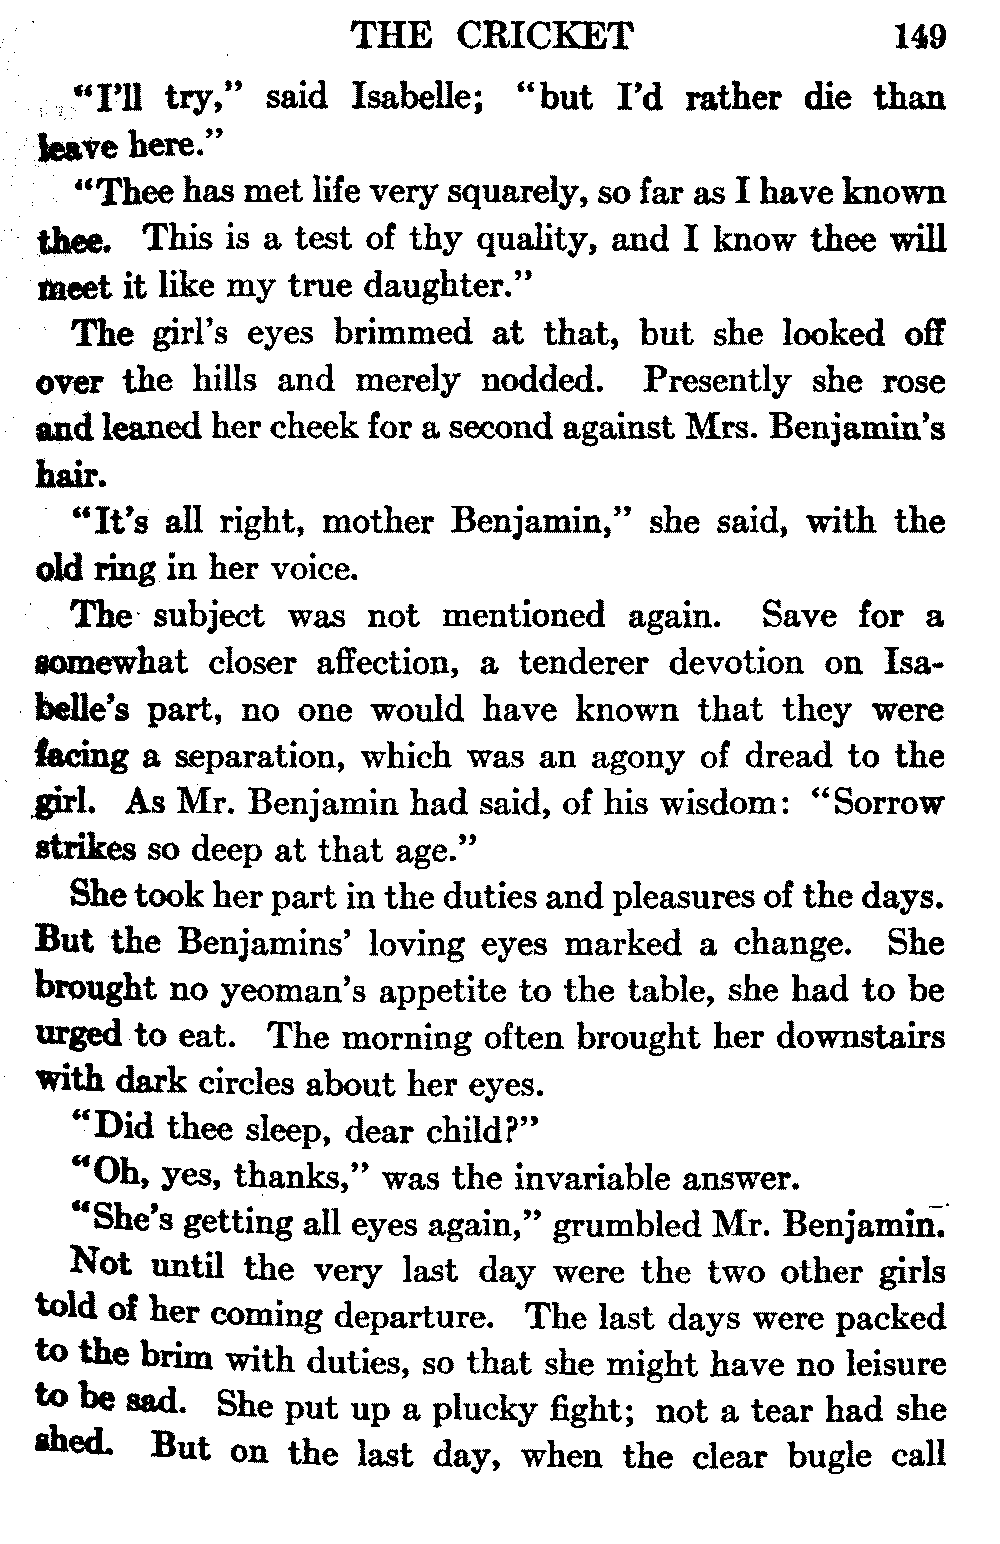 THE CRICKET 149
"I'll try," said Isabelle; "but I'd rather die than
leave here."
"Thee has met life very squarely, so far as I have known
thee. This is a test of thy quality, and I know thee will
meet it like my true daughter."
The girl's eyes brimmed at that, but she looked off
over the hills and merely nodded. Presently she rose
and leaned her cheek for a second against Mrs. Benjamin's
hair.
"It's all right, mother Benjamin," she said, with the
old ring in her voice.
The subject was not mentioned again. Save for a
somewhat closer affection, a tenderer devotion on Isa-
belle's part, no one would have known that they were
facing a separation, which was an agony of dread to the
girl. As Mr. Benjamin had said, of his wisdom: "Sorrow
strikes so deep at that age."
She took her part in the duties and pleasures of the days.
But the Benjamins' loving eyes marked a change. She
brought no yeoman's appetite to the table, she had to be
urged to eat. The morning often brought her downstairs
with dark circles about her eyes.
"Did thee sleep, dear child?"
"Oh, yes, thanks," was the invariable answer.
"She's getting all eyes again," grumbled Mr. Benjamin.
Not until the very last day were the two other girls
told of her coming departure. The last days were packed
to the brim with duties, so that she might have no leisure
to be sad. She put up a plucky fight; not a tear had she
shed. But on the last day, when the clear bugle call